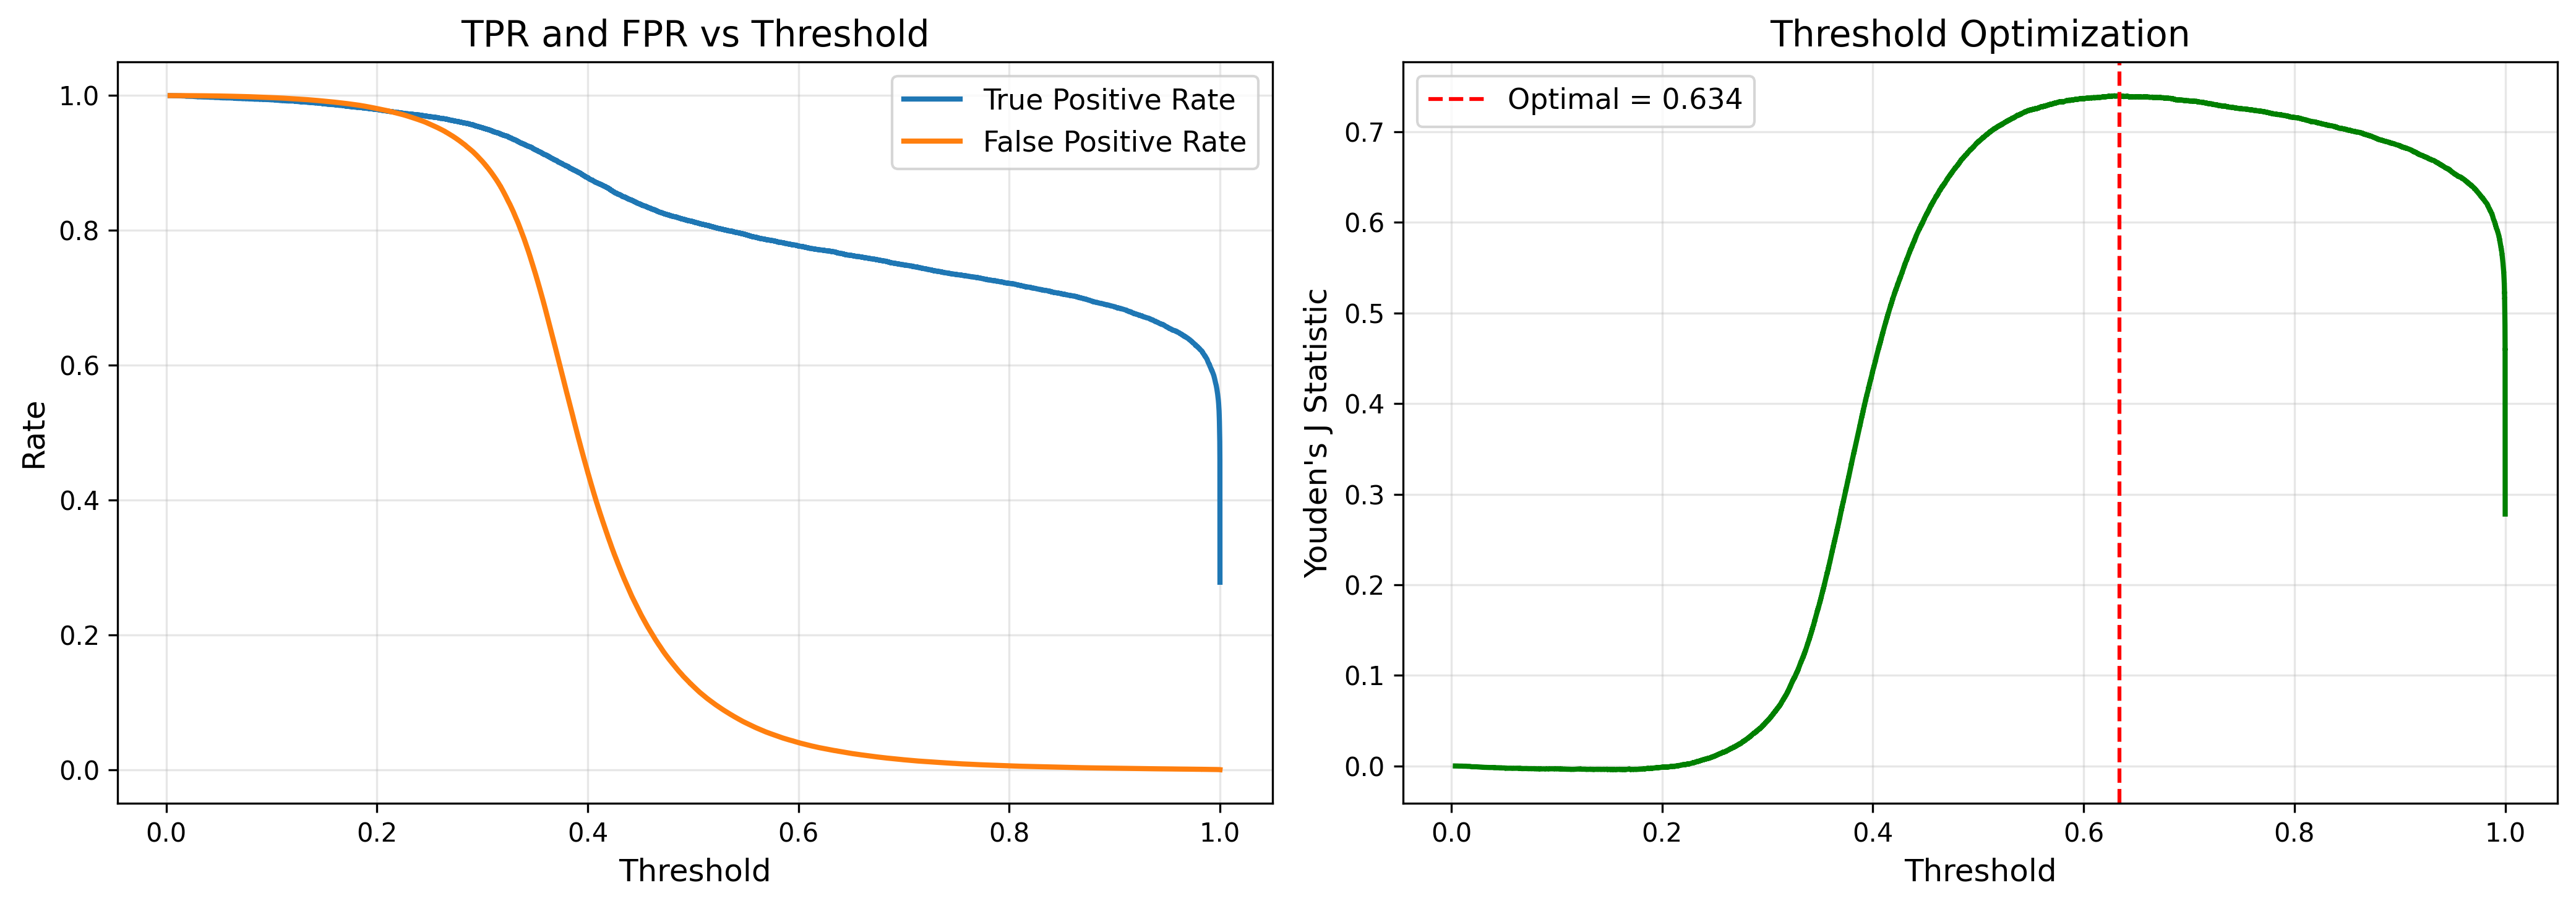 TPR and FPR vs Threshold
True Positive Rate
False Positive Rate
Rate
1.0
0.8
0.6
0.4
0.2
0.0
0.0 0.2 0.4 0.6 0.8 1.0
Threshold
Threshold Optimization
Optimal = 0.634
Youden's J Statistic
0.7
0.6
0.5
0.4
0.3
0.2
0.1
0.0
0.0 0.2 0.4 0.6 0.8 1.0
Threshold